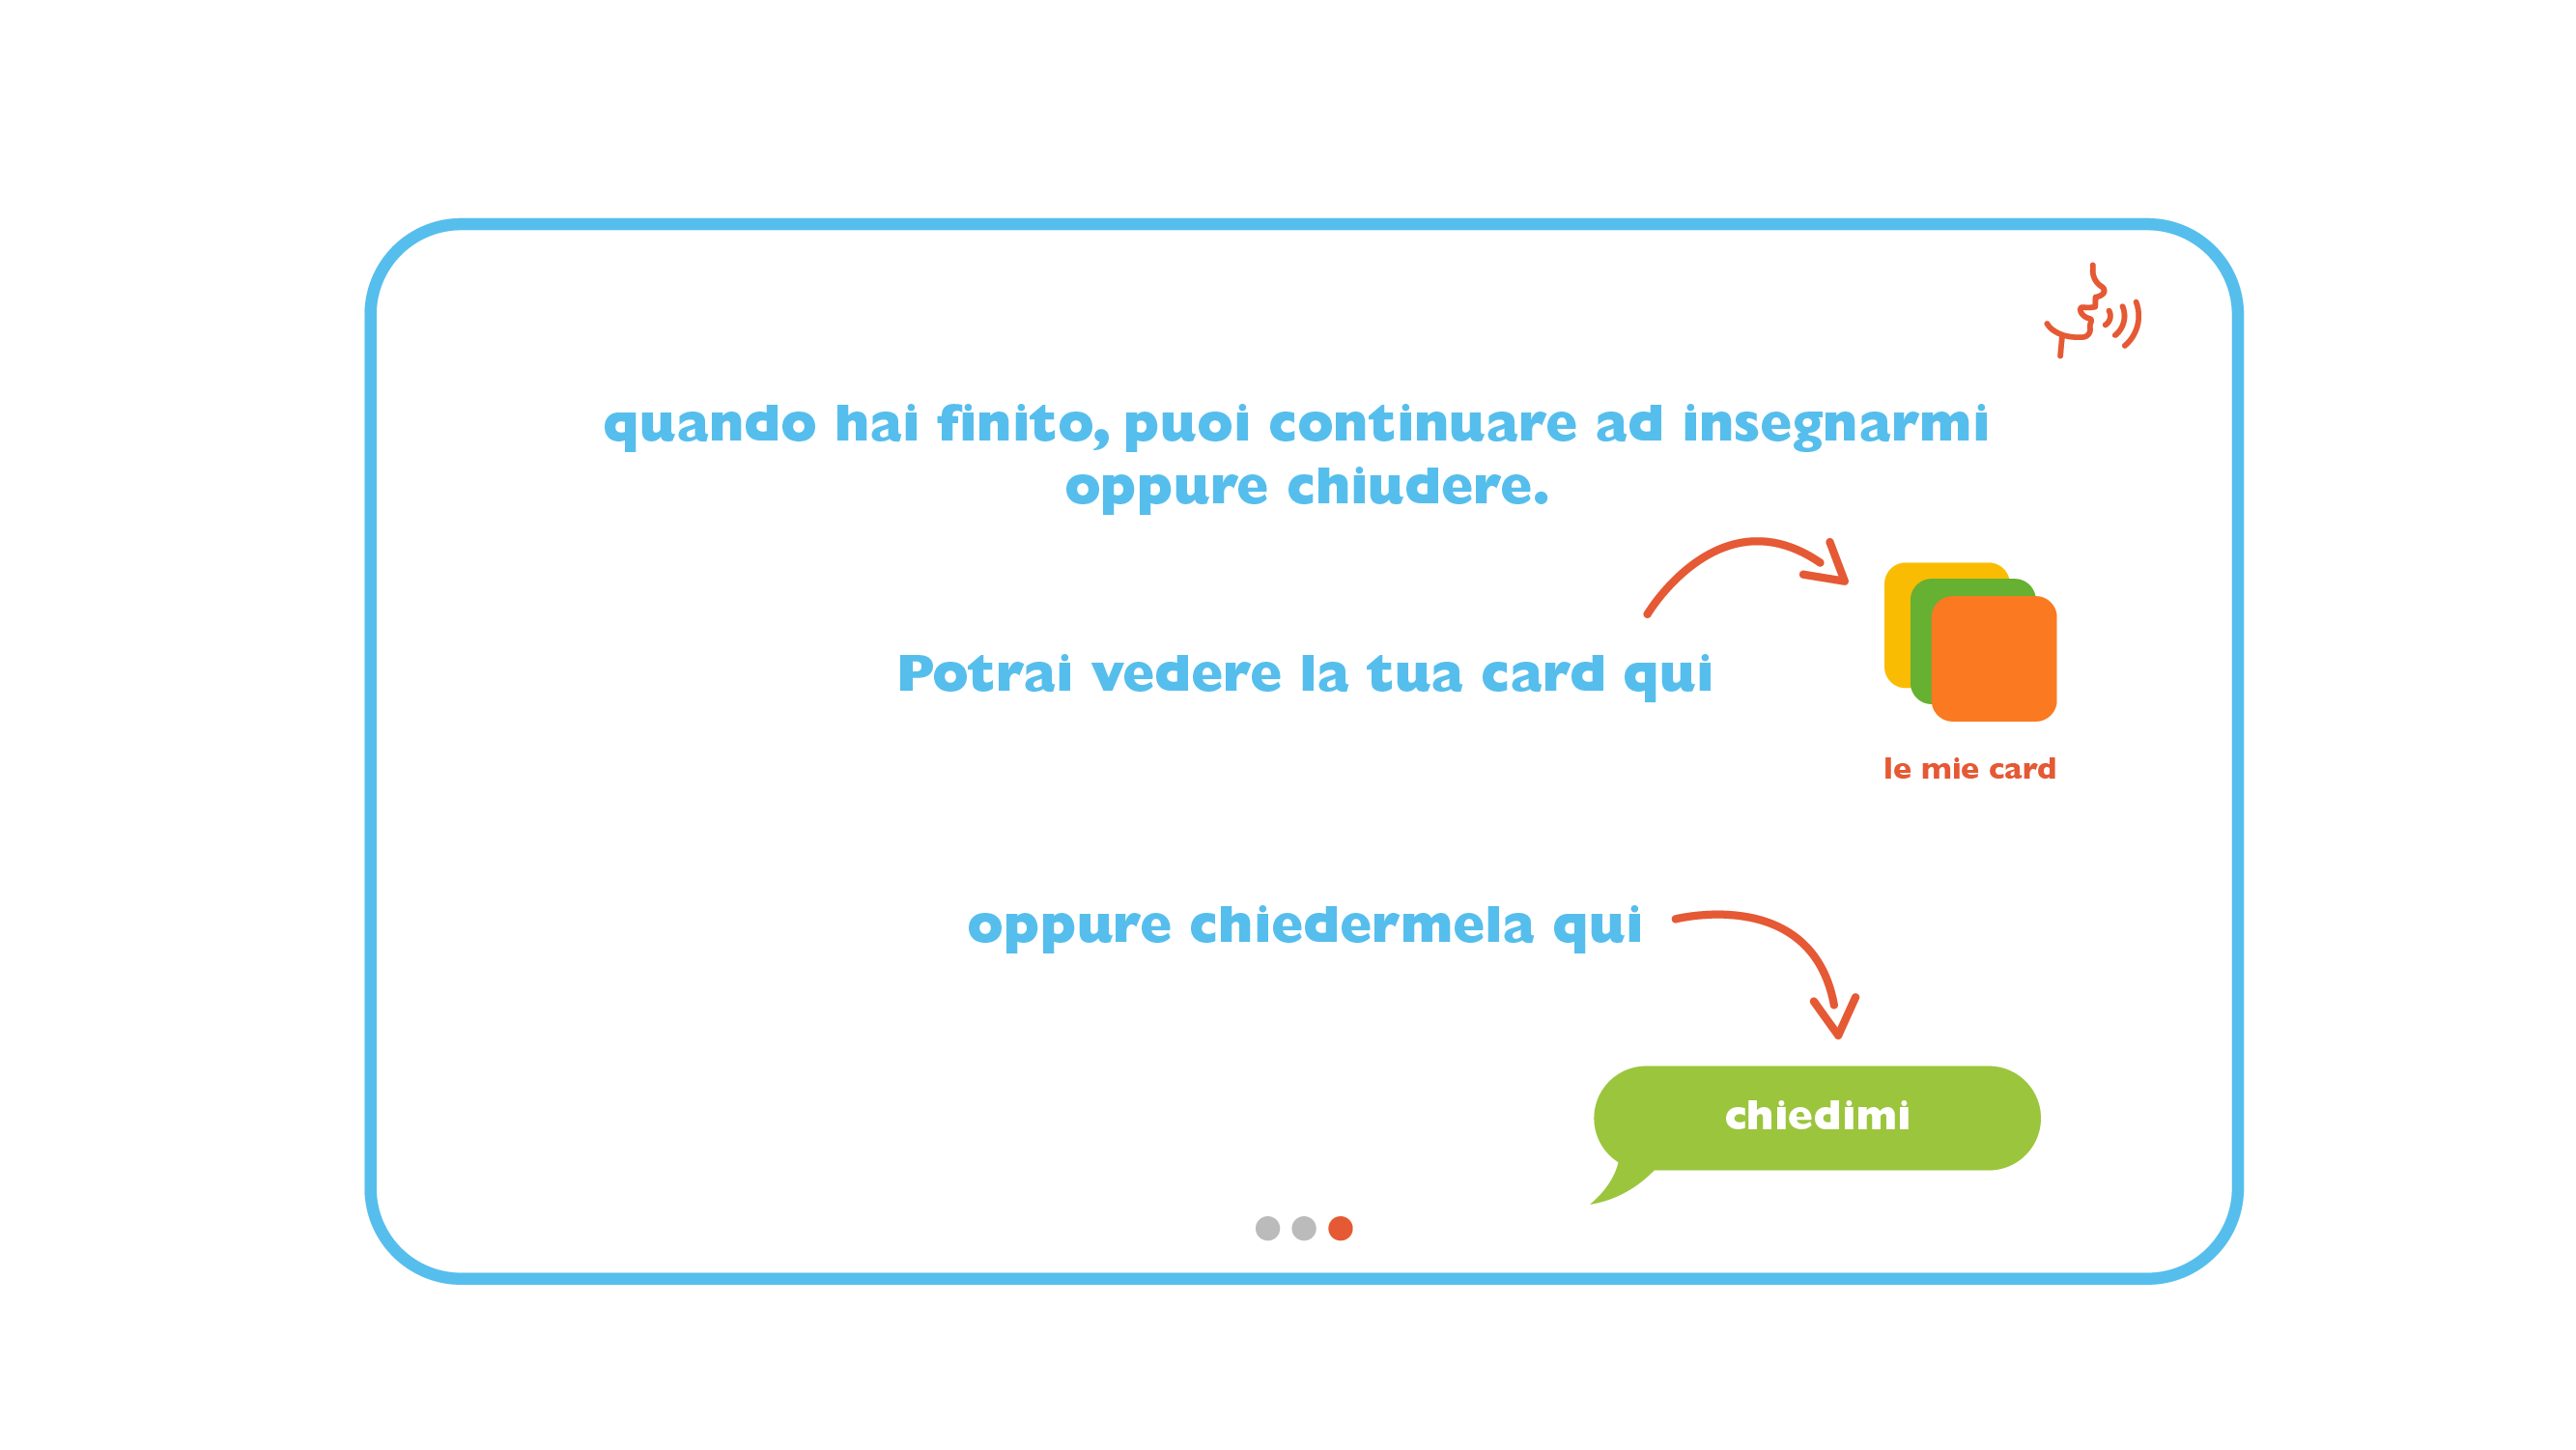 quando hai finito, puoi continuare ad insegnarmi
oppure chiudere.
Potrai vedere la tua card qui
le mie card
oppure chiedermela qui
chiedimi